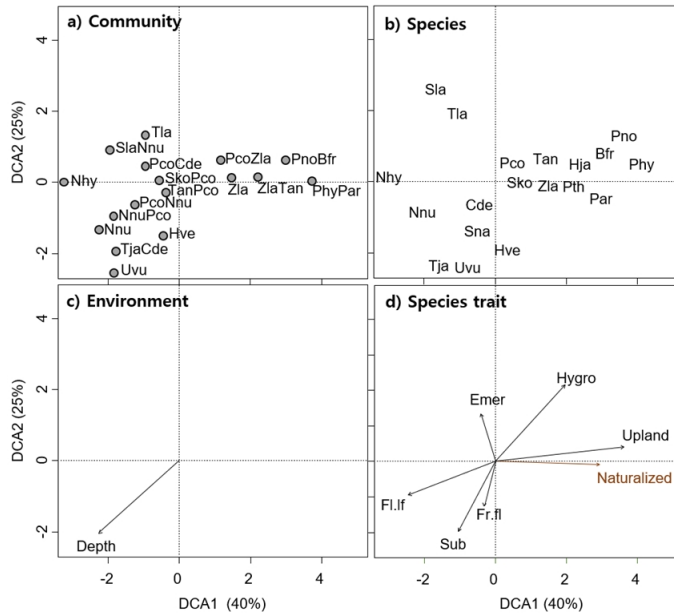 a) Community
b) Species
4
2
0
-2
DCA2 (25%)
Tla
SlaNnu
PcoCde
PcoZla
PnoBfr
Nhy
SkoPco
TanPco
Zla
ZlaTan
PhyPar
PcoNnu
NnuPco
Nnu
Hve
TjaCde
Uvu
Sla
Tla
Pno
Bfr
Pco
Tan
Hja
Phy
Nhy
Sko
Zla
Pth
Par
Nnu
Cde
Sna
Hve
Tja
Uvu
c) Environment
d) Species trait
4
2
0
-2
DCA2 (25%)
Depth
Hygro
Emer
Upland
Naturalized
Fl.lf
Fr.fl
Sub
-2 0 2 4
-2 0 2 4
DCA1 (40%)
DCA1 (40%)